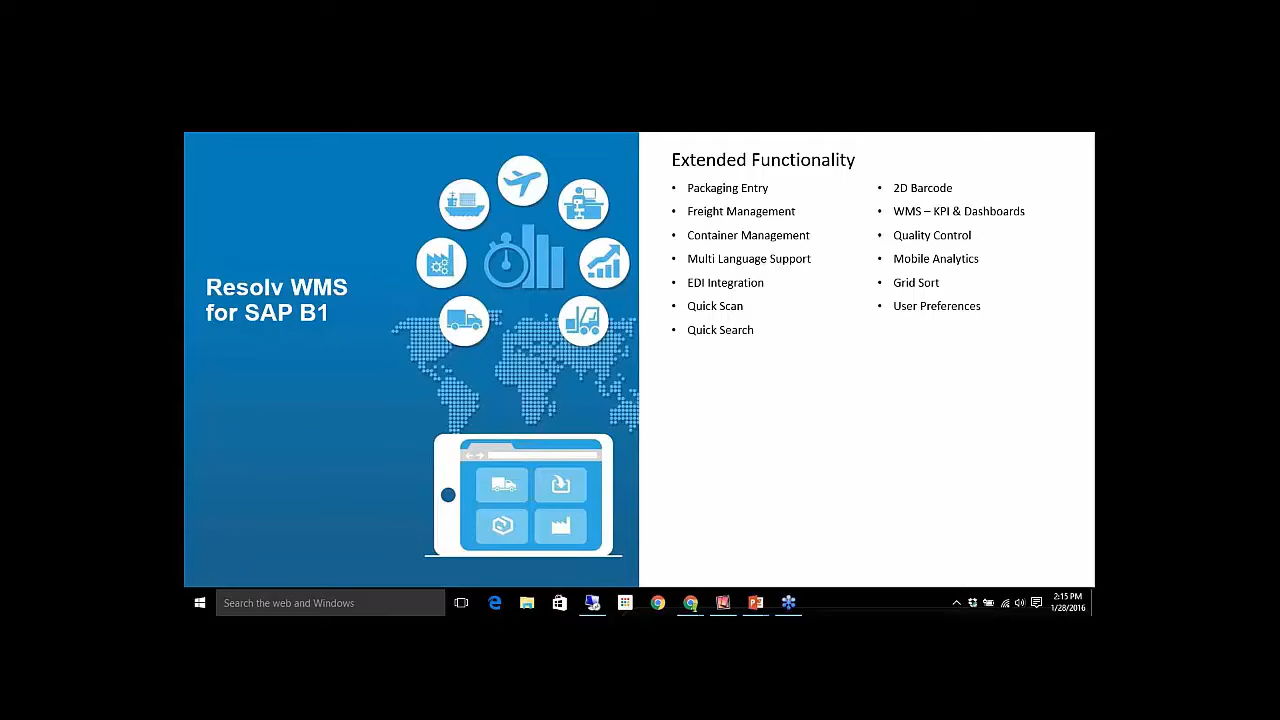 Resolv WMS
for SAP B1
Extended Functionality
• Packaging Entry
• Freight Management
• Container Management
• Multi Language Support
• EDI Integration
• Quick Scan
• Quick Search
• 2D Barcode
• WMS – KPI & Dashboards
• Quality Control
• Mobile Analytics
• Grid Sort
• User Preferences
Search the web and Windows
2:15 PM
1/28/2016